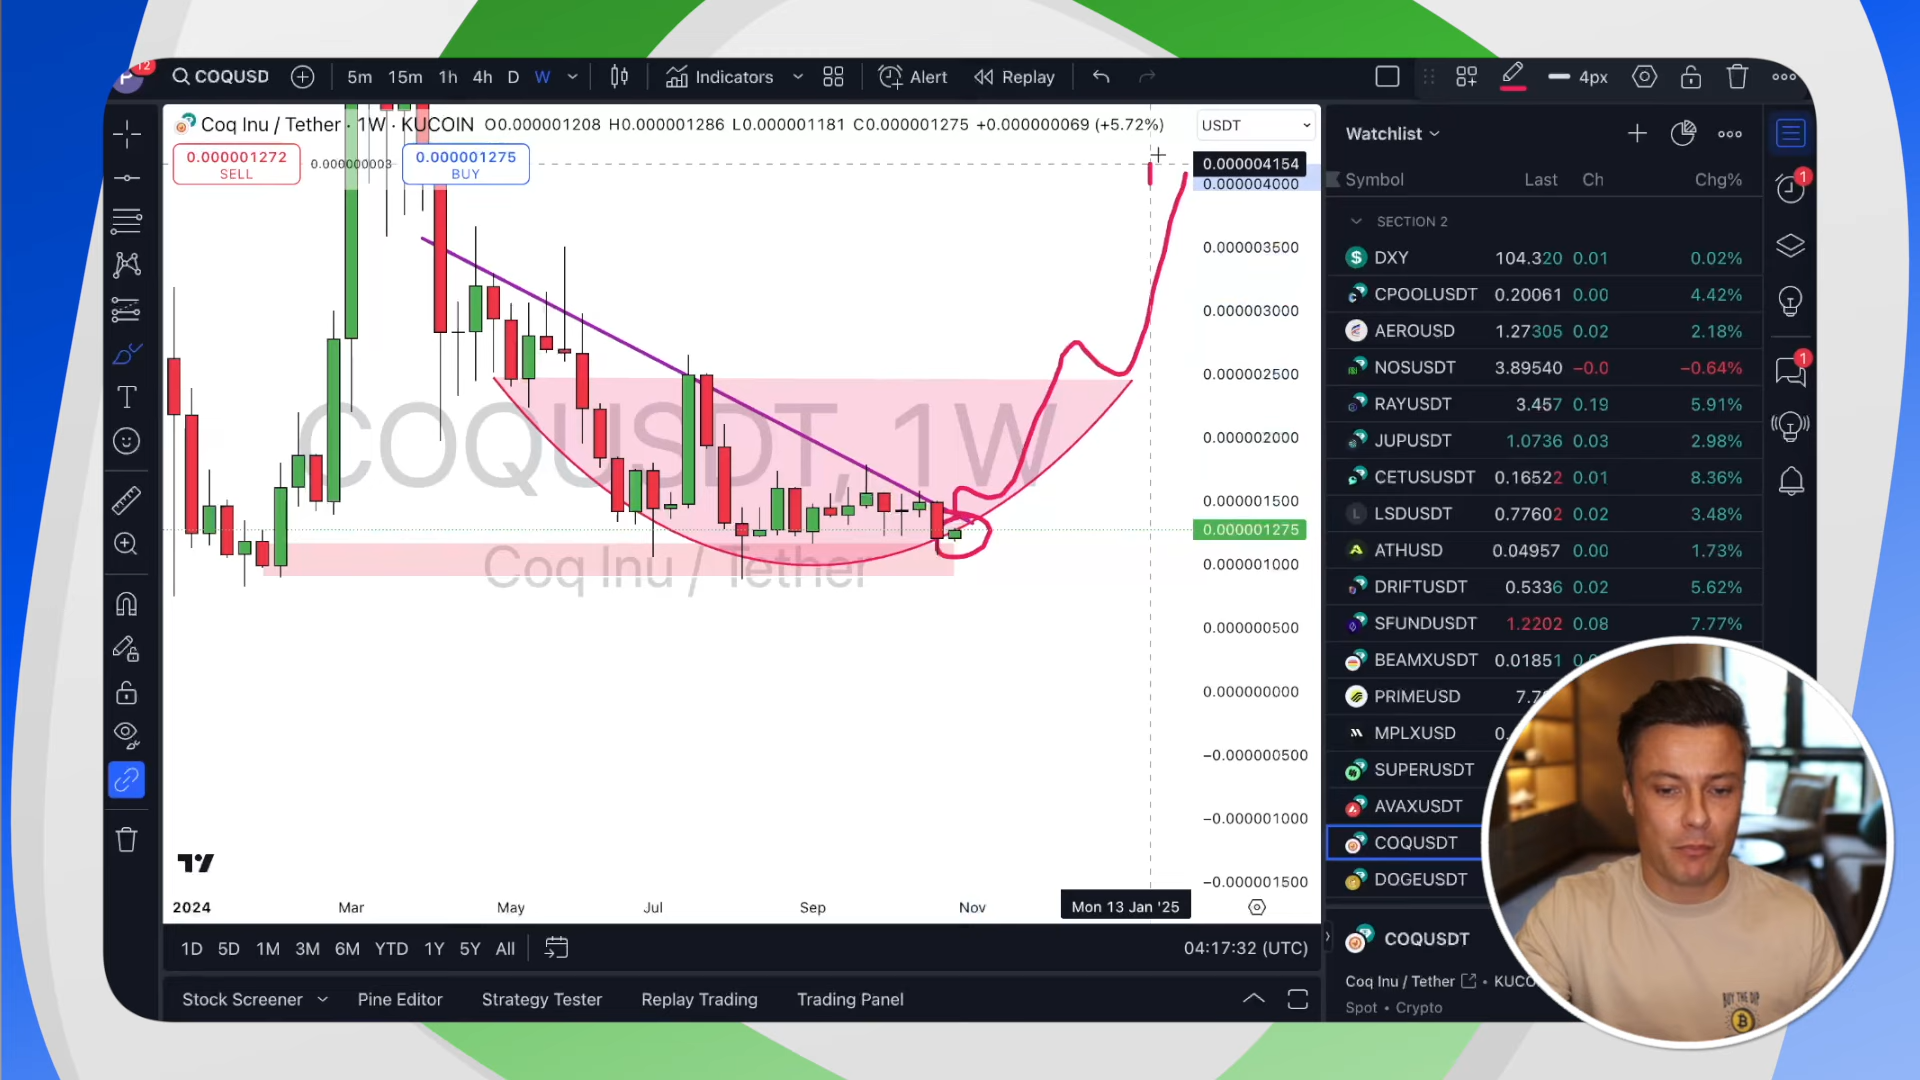 12
P
COQUSD
5m 15m 1h 4h D W
Indicators
Alert
Replay
4px
Coq Inu / Tether · 1W · KUCOIN O0.000001208 H0.000001286 L0.000001181 C0.000001275 +0.000000069 (+5.72%)
USDT
0.000001272
SELL
0.000000003
0.000001275
BUY
0.000004154
0.000004000
0.000003500
0.000003000
0.000002500
0.000002000
0.000001500
0.000001275
0.000001000
0.000000500
0.000000000
−0.000000500
−0.000001000
−0.000001500
COQUSDT, 1W
Coq Inu / Tether
2024 Mar May Jul Sep Nov
Mon 13 Jan '25
1D 5D 1M 3M 6M YTD 1Y 5Y All
04:17:32 (UTC)
Stock Screener Pine Editor Strategy Tester Replay Trading Trading Panel
Watchlist
Symbol Last Ch Chg%
SECTION 2
DXY 104.320 0.01 0.02%
CPOOLUSDT 0.20061 0.00 4.42%
AEROUSD 1.27305 0.02 2.18%
NOSUSDT 3.89540 −0.0 −0.64%
RAYUSDT 3.457 0.19 5.91%
JUPUSDT 1.0736 0.03 2.98%
CETUSUSDT 0.16522 0.01 8.36%
LSDUSDT 0.77602 0.02 3.48%
ATHUSD 0.04957 0.00 1.73%
DRIFTUSDT 0.5336 0.02 5.62%
SFUNDUSDT 1.2202 0.08 7.77%
BEAMXUSDT 0.01851
PRIMEUSD
MPLXUSD
SUPERUSDT
AVAXUSDT
COQUSDT
DOGEUSDT
COQUSDT
Coq Inu / Tether • KUCO
Spot • Crypto
1
1
BUY THE DIP